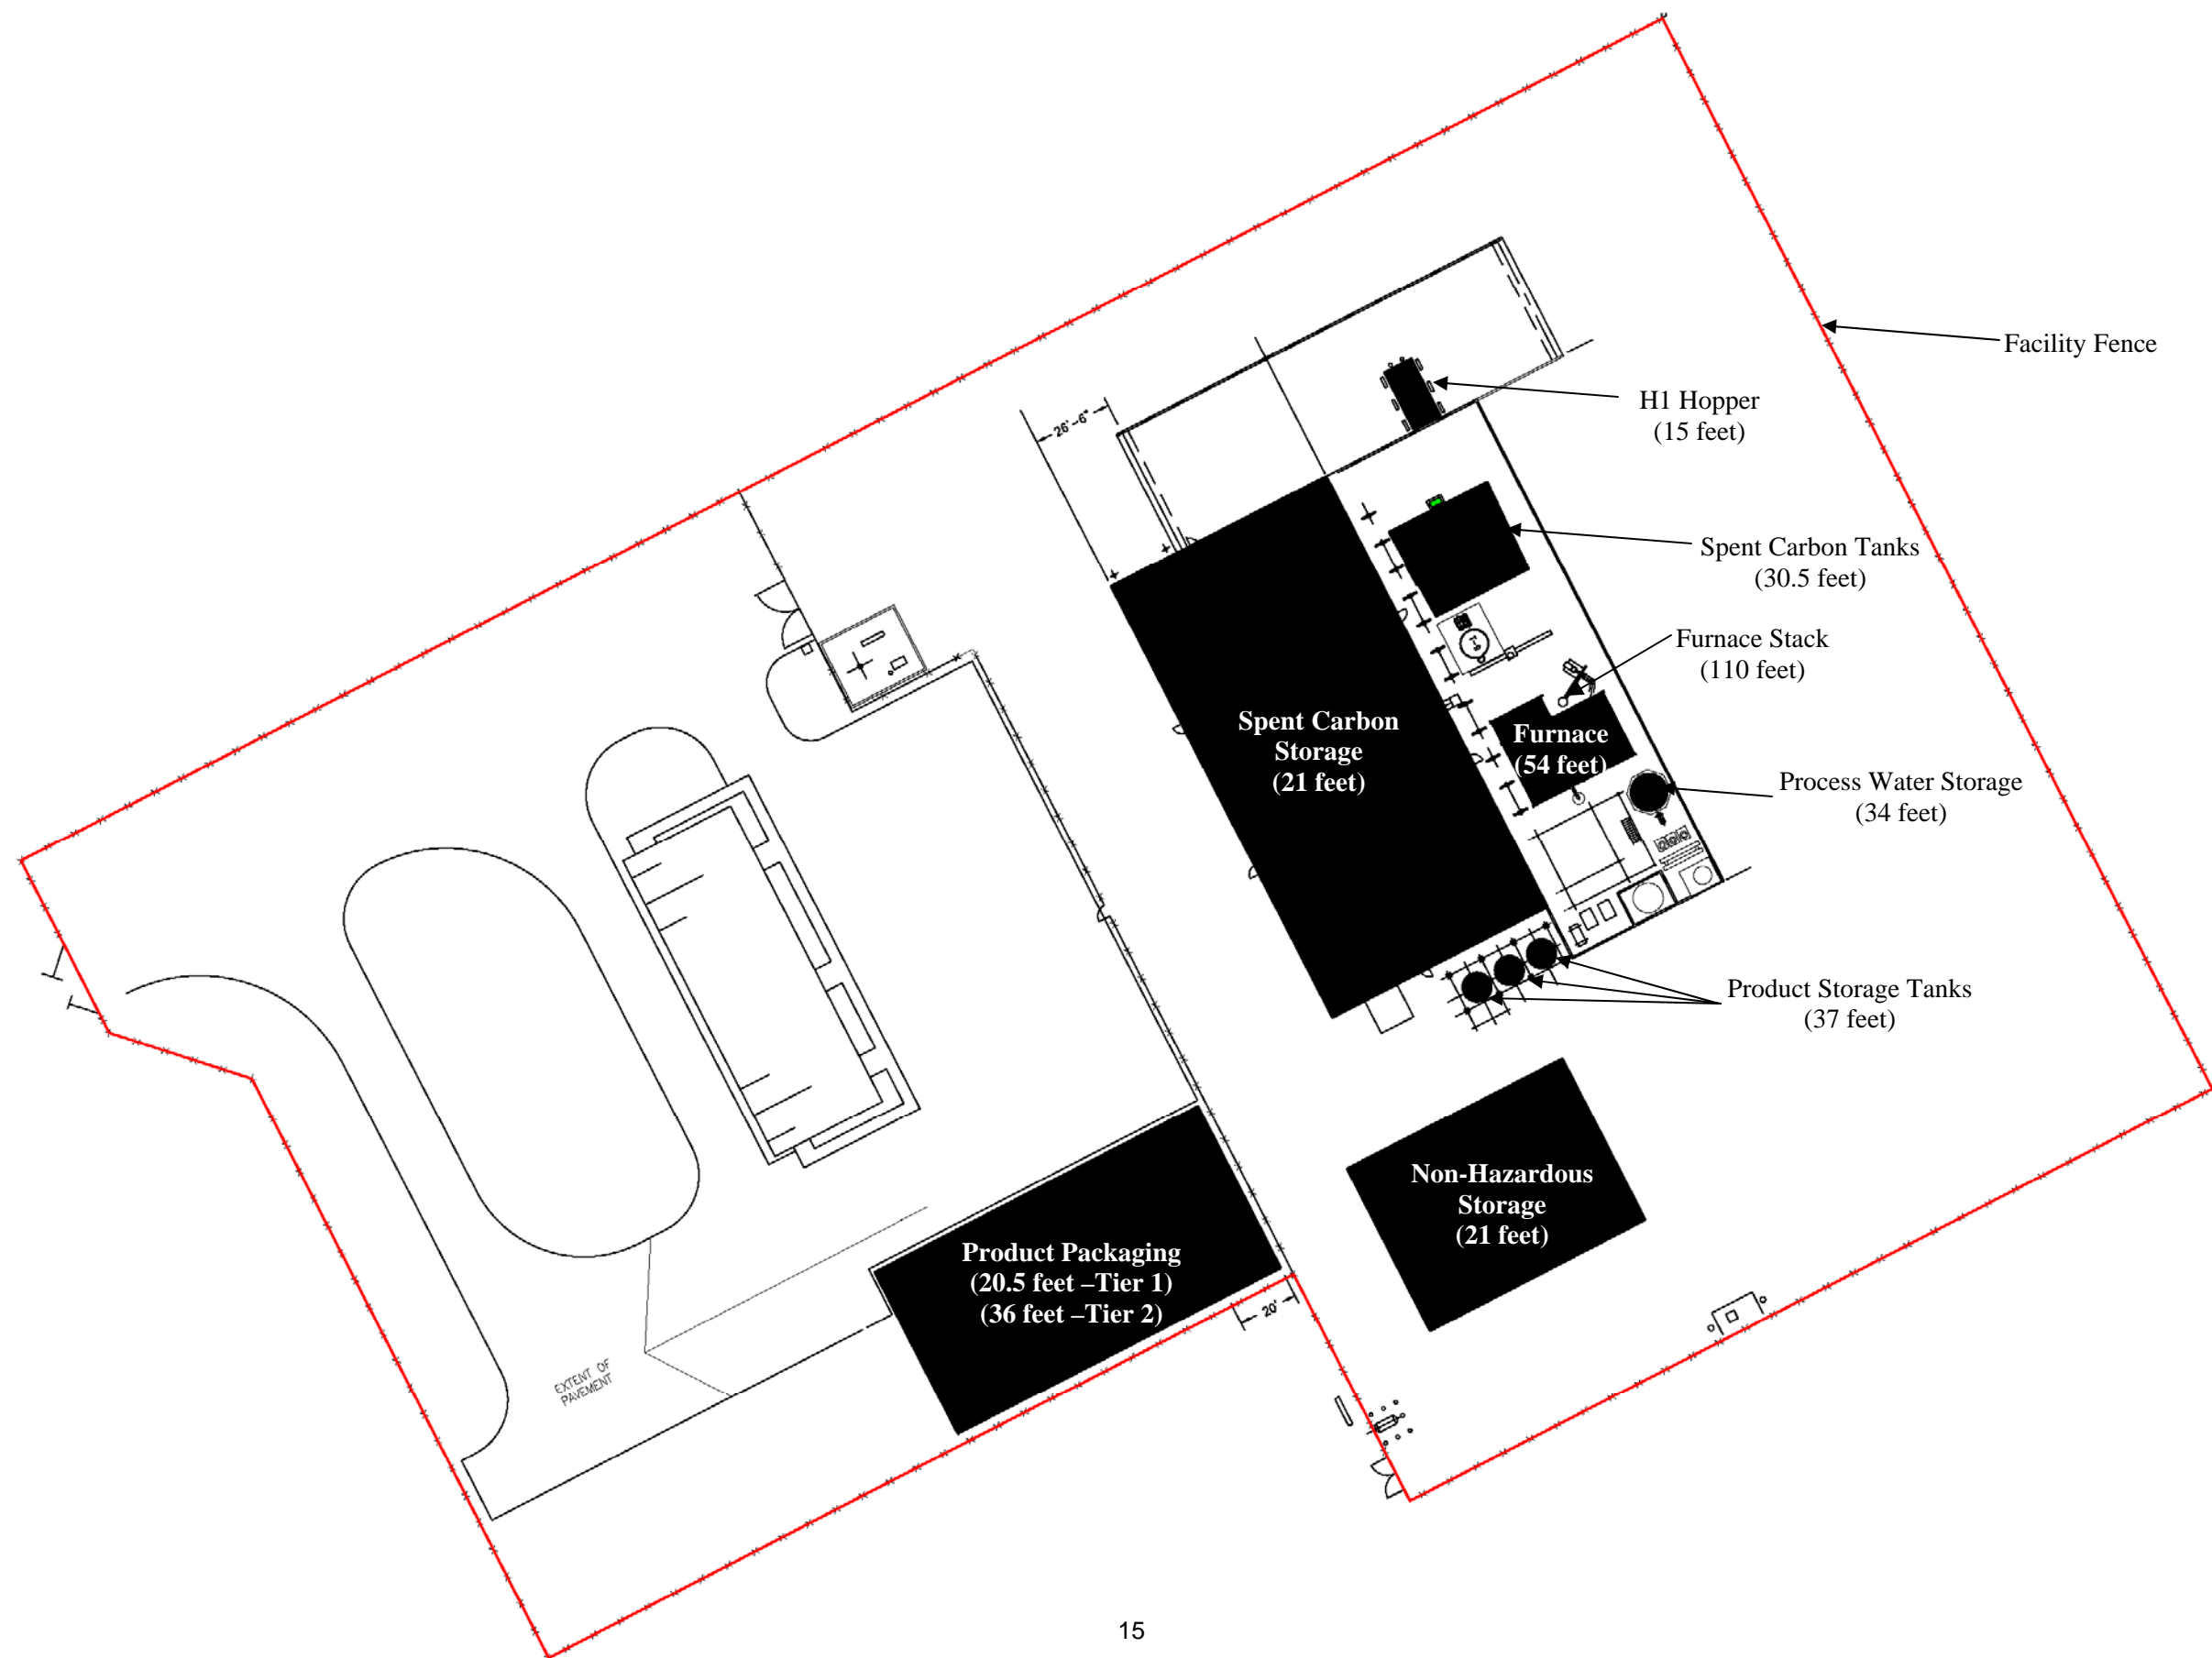 Facility Fence
H1 Hopper
(15 feet)
26'-6"
Spent Carbon Tanks
(30.5 feet)
Furnace Stack
(110 feet)
Spent Carbon
Storage
(21 feet)
Furnace
(54 feet)
Process Water Storage
(34 feet)
Product Storage Tanks
(37 feet)
Non-Hazardous
Storage
(21 feet)
Product Packaging
(20.5 feet –Tier 1)
(36 feet –Tier 2)
20'
EXTENT OF
PAVEMENT
15